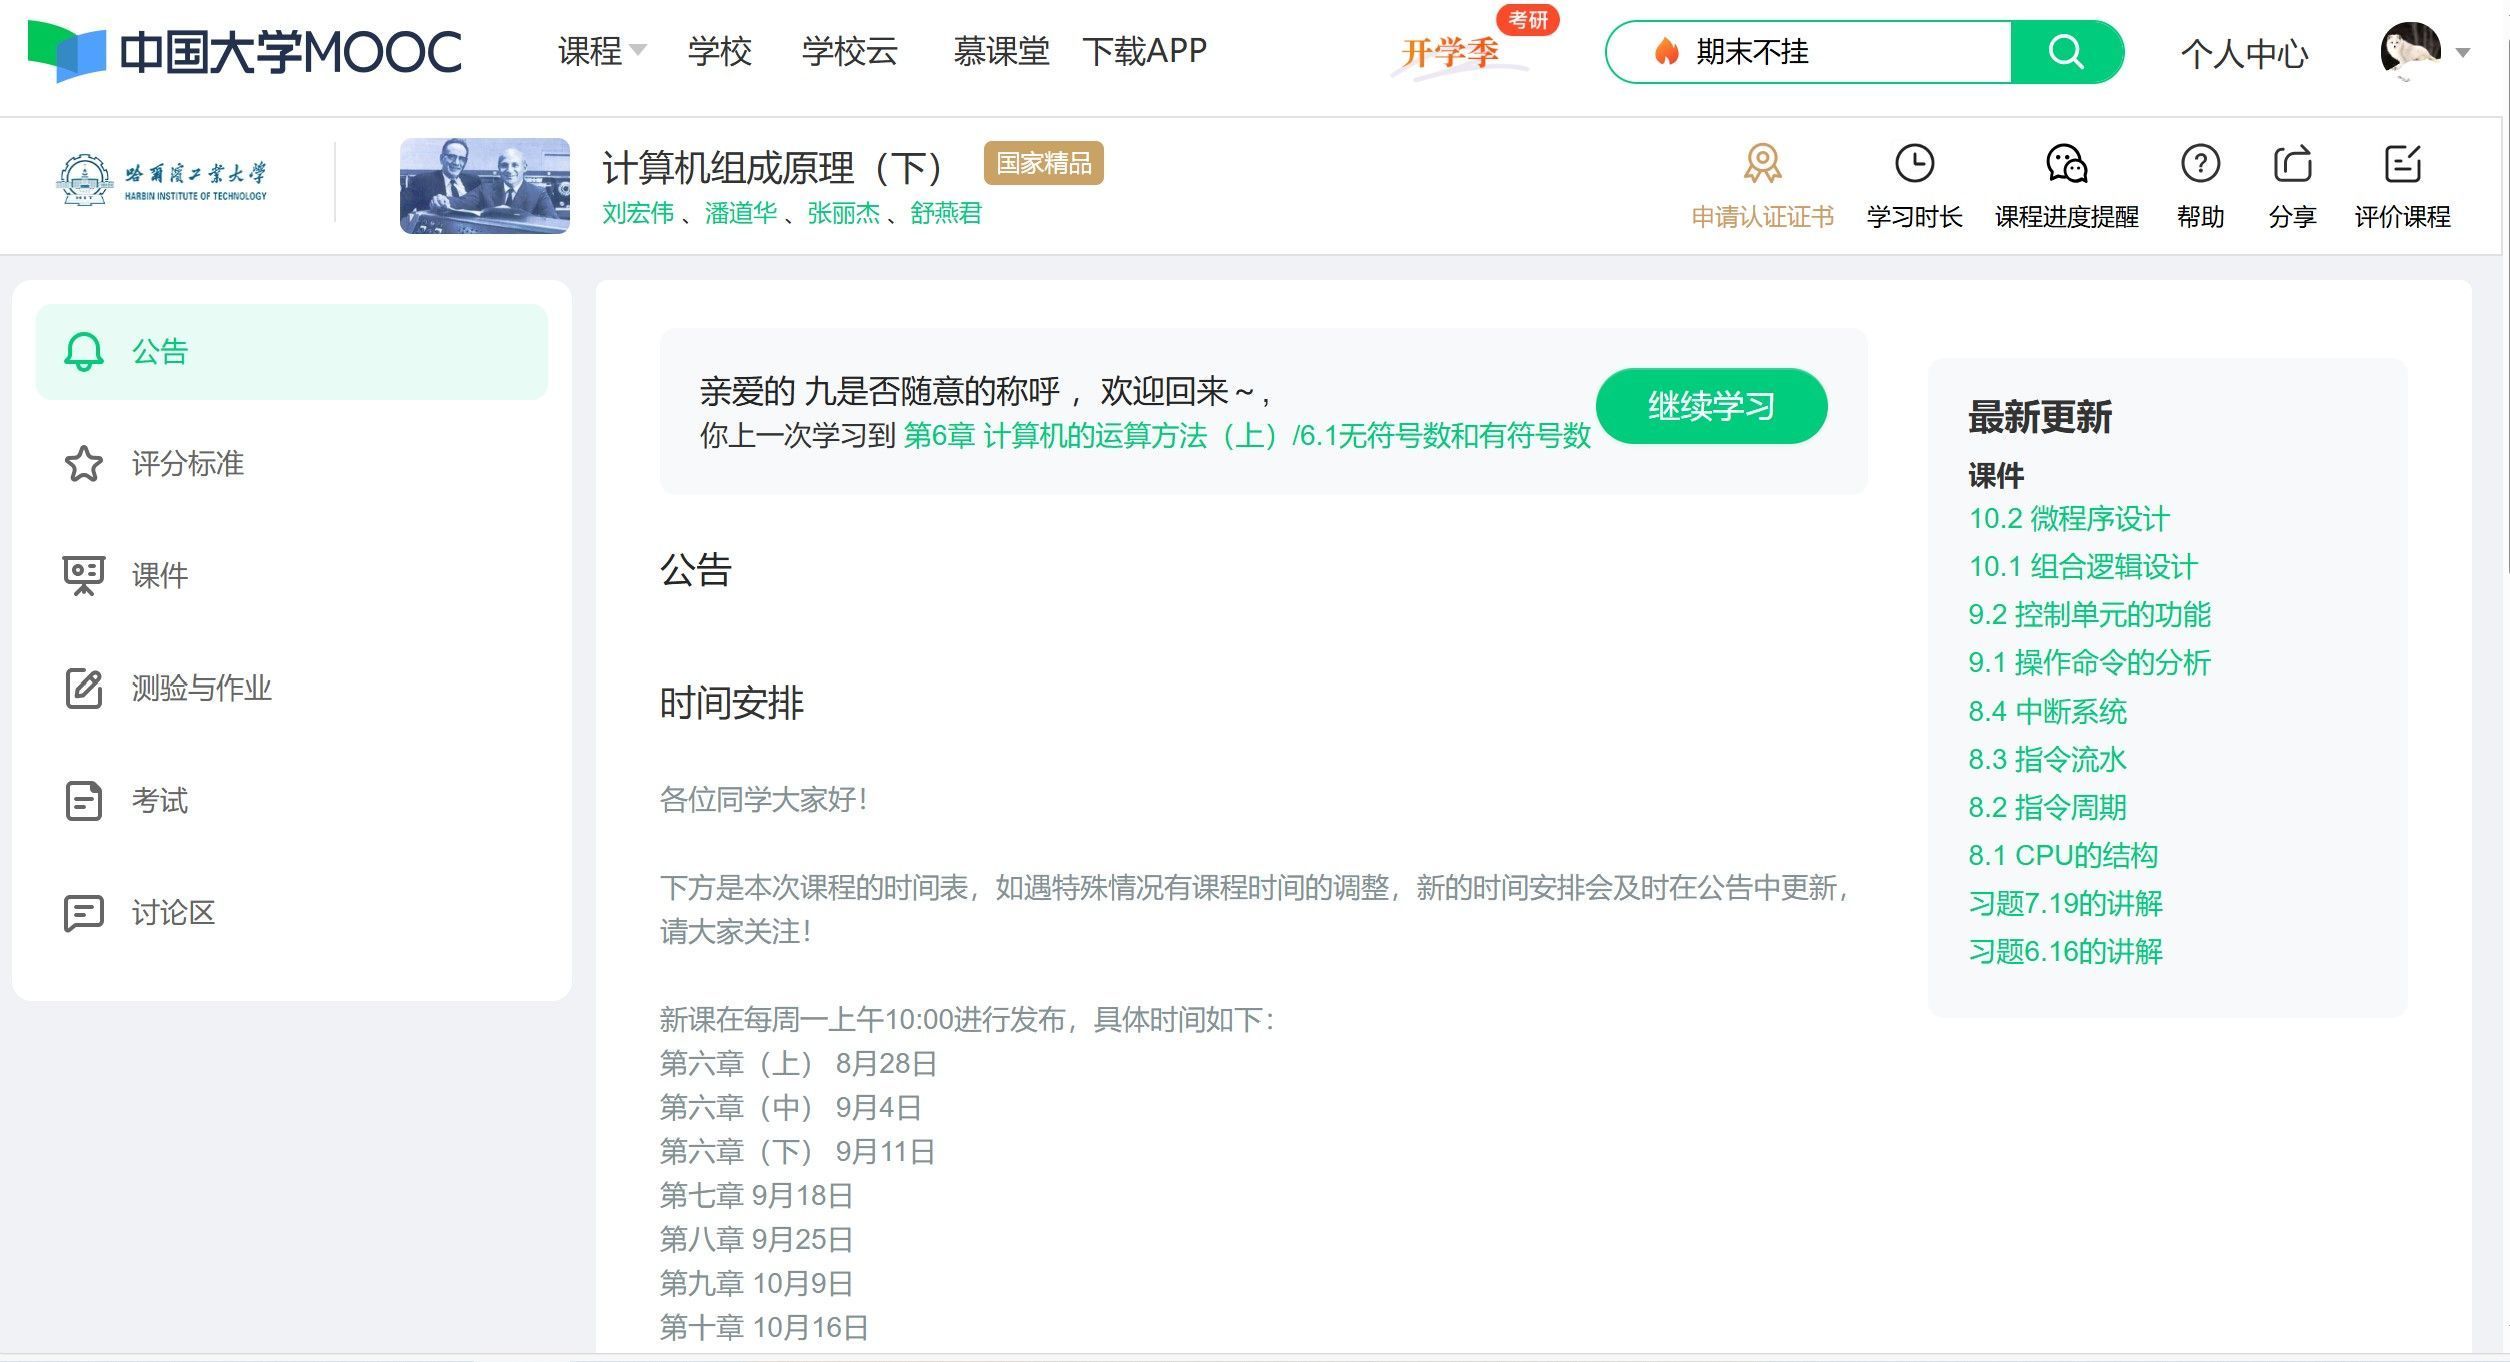 中国大学MOOC
课程 学校 学校云 慕课堂 下载APP
开学季 考研
期末不挂
个人中心
哈爾濱工業大学
HARBIN INSTITUTE OF TECHNOLOGY
HIT
计算机组成原理（下） 国家精品
刘宏伟 、潘道华 、张丽杰 、舒燕君
申请认证证书 学习时长 课程进度提醒 帮助 分享 评价课程
公告
评分标准
课件
测验与作业
考试
讨论区
亲爱的 九是否随意的称呼 ，欢迎回来～，
你上一次学习到 第6章 计算机的运算方法（上）/6.1无符号数和有符号数
继续学习
公告
时间安排
各位同学大家好！
下方是本次课程的时间表，如遇特殊情况有课程时间的调整，新的时间安排会及时在公告中更新，
请大家关注！
新课在每周一上午10:00进行发布，具体时间如下：
第六章（上） 8月28日
第六章（中） 9月4日
第六章（下） 9月11日
第七章 9月18日
第八章 9月25日
第九章 10月9日
第十章 10月16日
最新更新
课件
10.2 微程序设计
10.1 组合逻辑设计
9.2 控制单元的功能
9.1 操作命令的分析
8.4 中断系统
8.3 指令流水
8.2 指令周期
8.1 CPU的结构
习题7.19的讲解
习题6.16的讲解